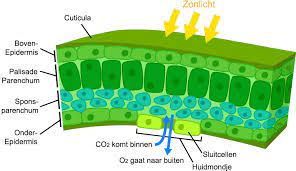 Zonlicht
Cuticula
Boven-
Epidermis
Palisade
Parenchum
Spons-
parenchum
Onder-
Epidermis
CO2 komt binnen
O2 gaat naar buiten
Sluitcellen
Huidmondje